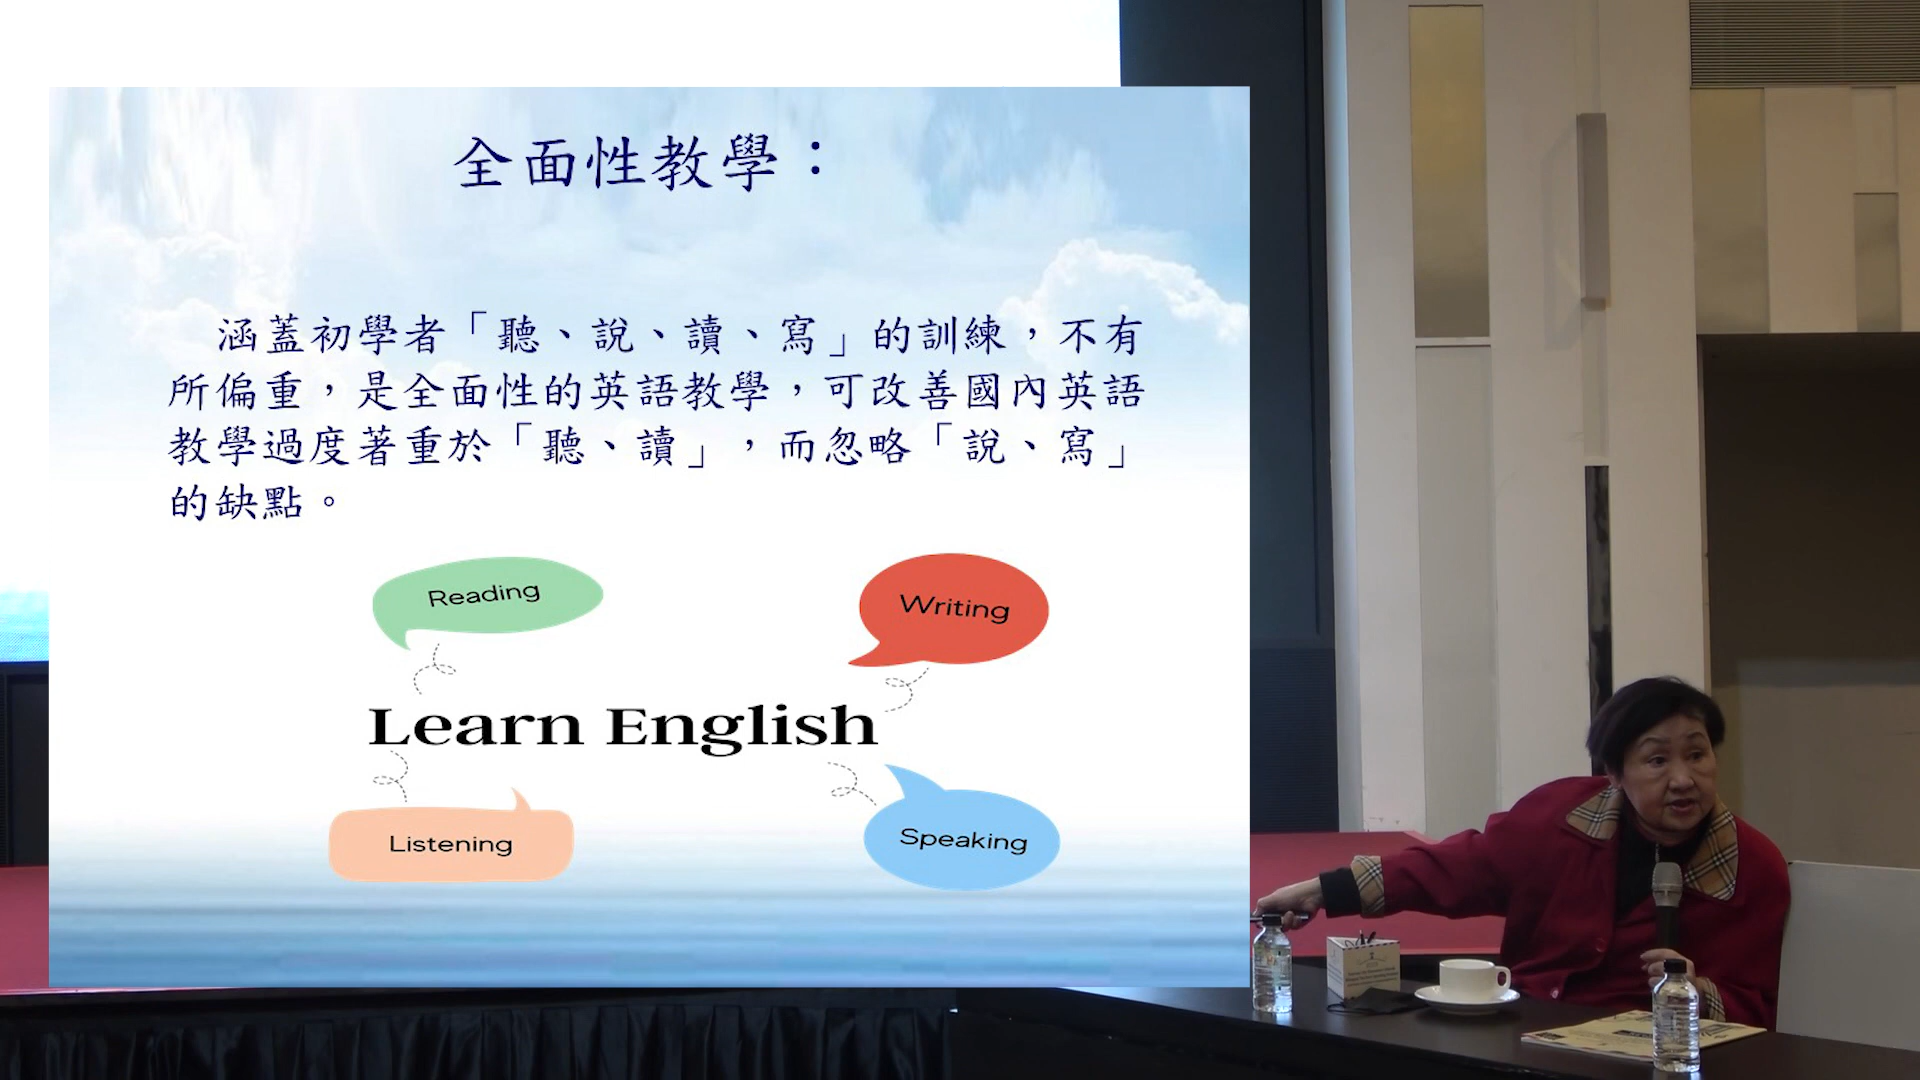 全面性教學：
涵蓋初學者「聽、說、讀、寫」的訓練，不有
所偏重，是全面性的英語教學，可改善國內英語
教學過度著重於「聽、讀」，而忽略「說、寫」
的缺點。
Reading
Writing
Learn English
Listening
Speaking